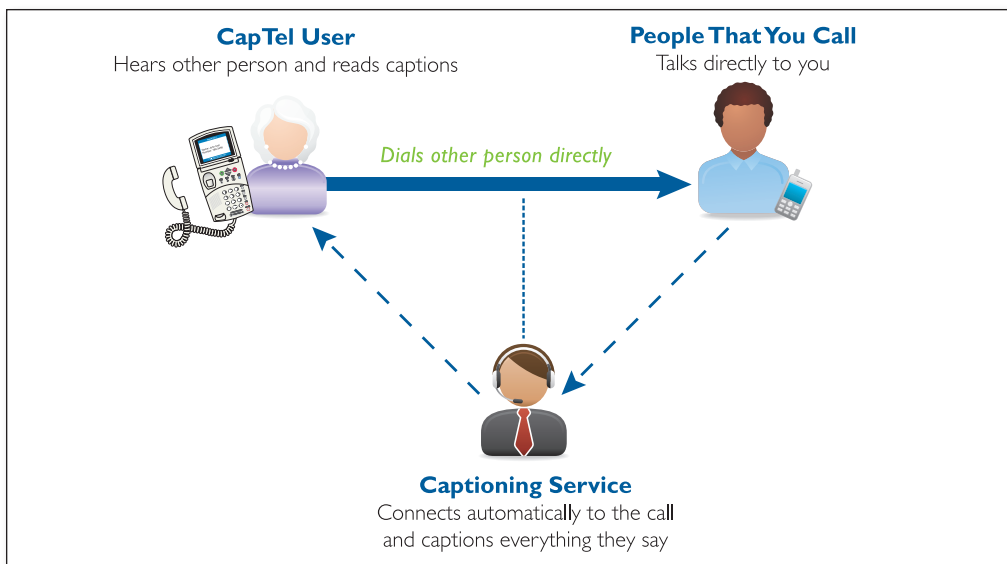 CapTel User
Hears other person and reads captions
People That You Call
Talks directly to you
Dials other person directly
Captioning Service
Connects automatically to the call
and captions everything they say